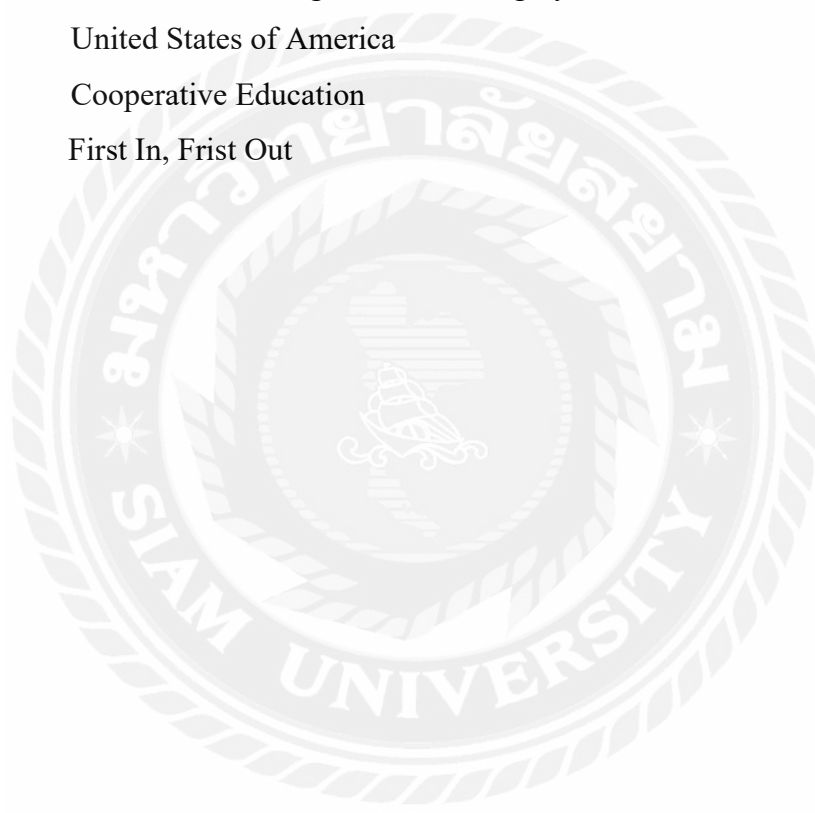 United States of America
Cooperative Education
First In, Frist Out
มหาวิทยาลัยสยาม
SIAM UNIVERSITY